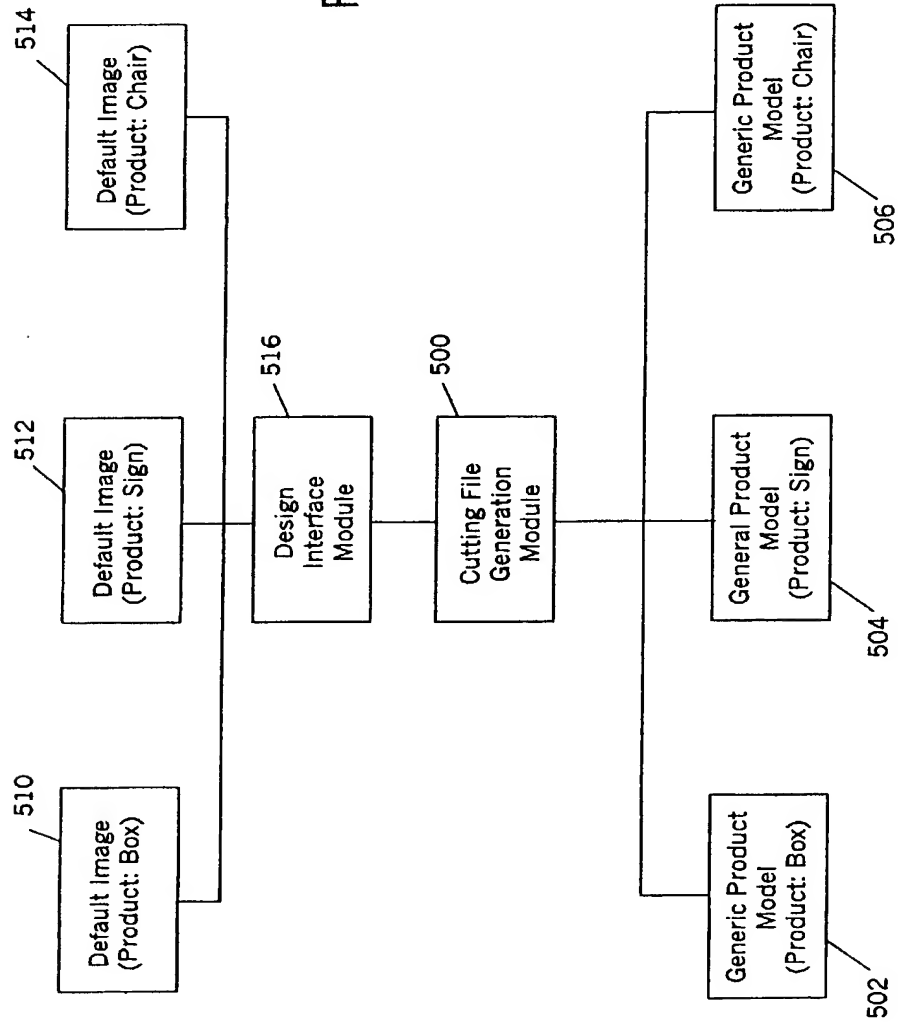 510
Default Image
(Product: Box)
512
Default Image
(Product: Sign)
514
Default Image
(Product: Chair)
516
Design
Interface
Module
500
Cutting File
Generation
Module
Generic Product
Model
(Product: Box)
502
General Product
Model
(Product: Sign)
504
Generic Product
Model
(Product: Chair)
506